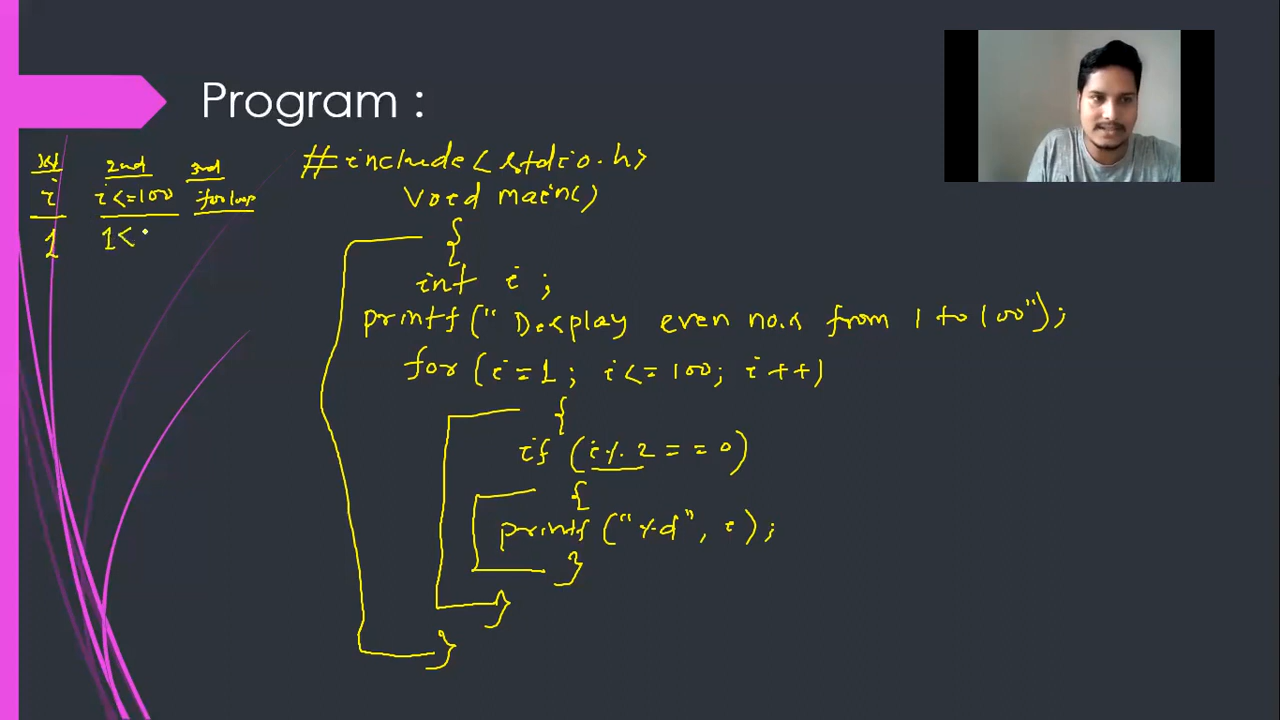 Program :
1st 2nd 3rd
i i<=100 for loop
1 1<
#include<stdio.h>
void main()
{
int i ;
printf(" Display even no.s from 1 to 100");
for (i=1 ; i<=100; i++)
{
if (i%2==0)
{
printf("%d", i);
}
}
}